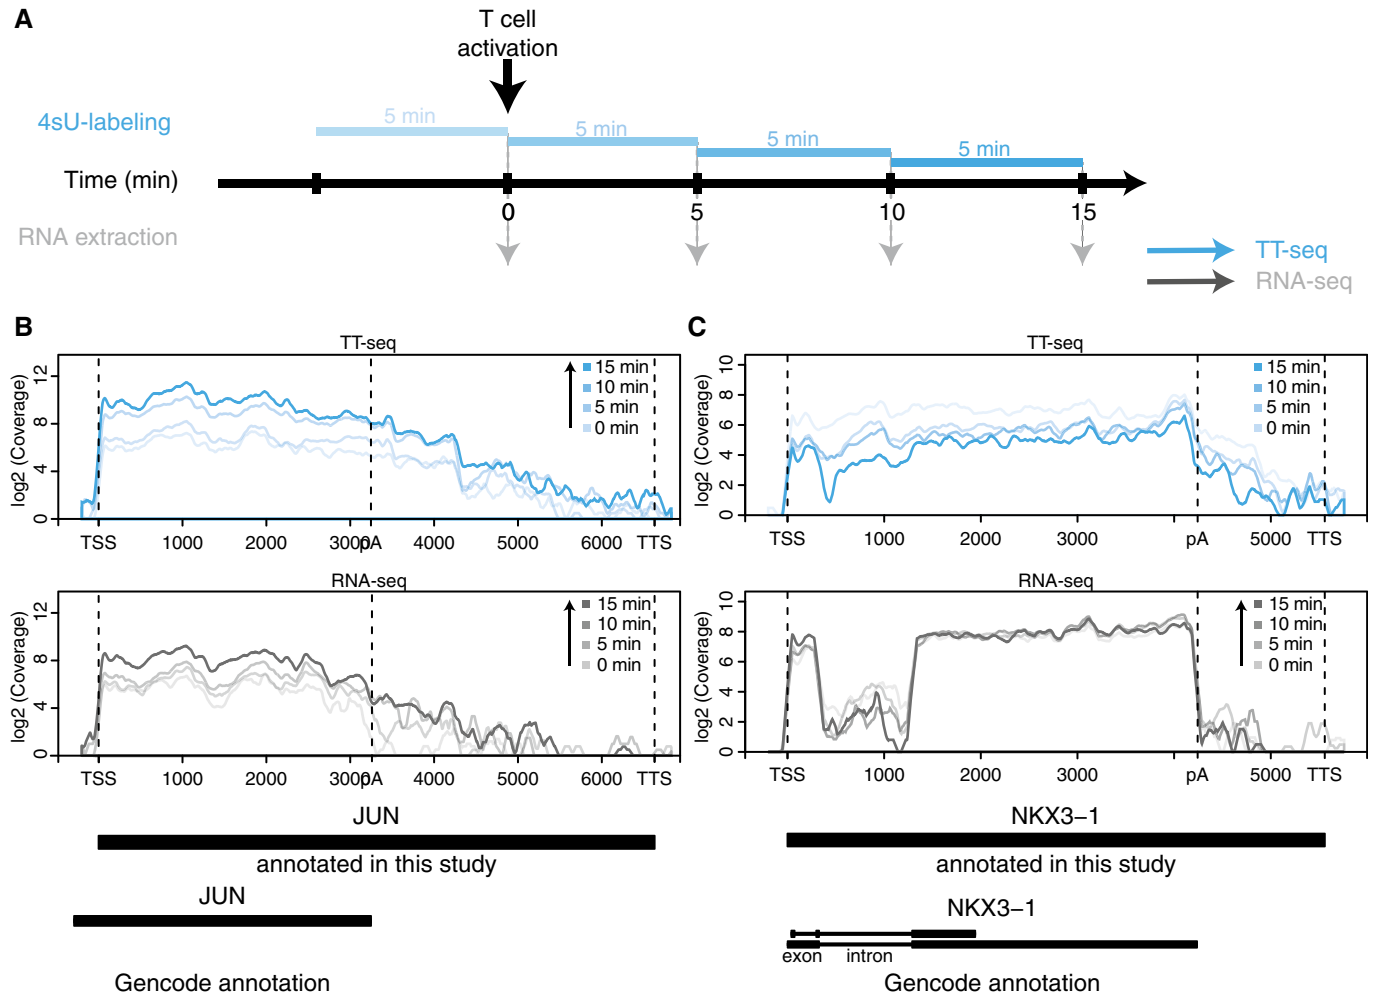 A
T cell
activation
4sU-labeling
5 min
5 min
5 min
5 min
Time (min)
0
5
10
15
RNA extraction
TT-seq
RNA-seq
B
TT-seq
log2 (Coverage)
12
8
4
0
15 min
10 min
5 min
0 min
TSS
1000
2000
3000
pA
4000
5000
6000
TTS
RNA-seq
log2 (Coverage)
12
8
4
0
15 min
10 min
5 min
0 min
TSS
1000
2000
3000
pA
4000
5000
6000
TTS
JUN
annotated in this study
JUN
Gencode annotation
C
TT-seq
log2 (Coverage)
10
8
6
4
2
0
15 min
10 min
5 min
0 min
TSS
1000
2000
3000
pA
5000
TTS
RNA-seq
log2 (Coverage)
10
8
6
4
2
0
15 min
10 min
5 min
0 min
TSS
1000
2000
3000
pA
5000
TTS
NKX3−1
annotated in this study
NKX3−1
exon
intron
Gencode annotation